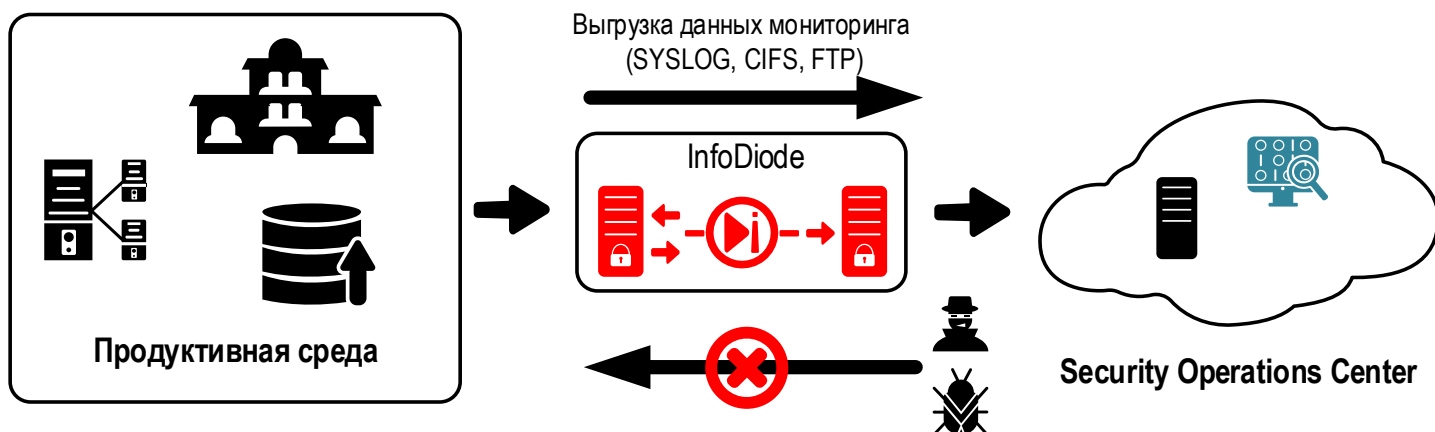 Выгрузка данных мониторинга
(SYSLOG, CIFS, FTP)
InfoDiode
Продуктивная среда
Security Operations Center